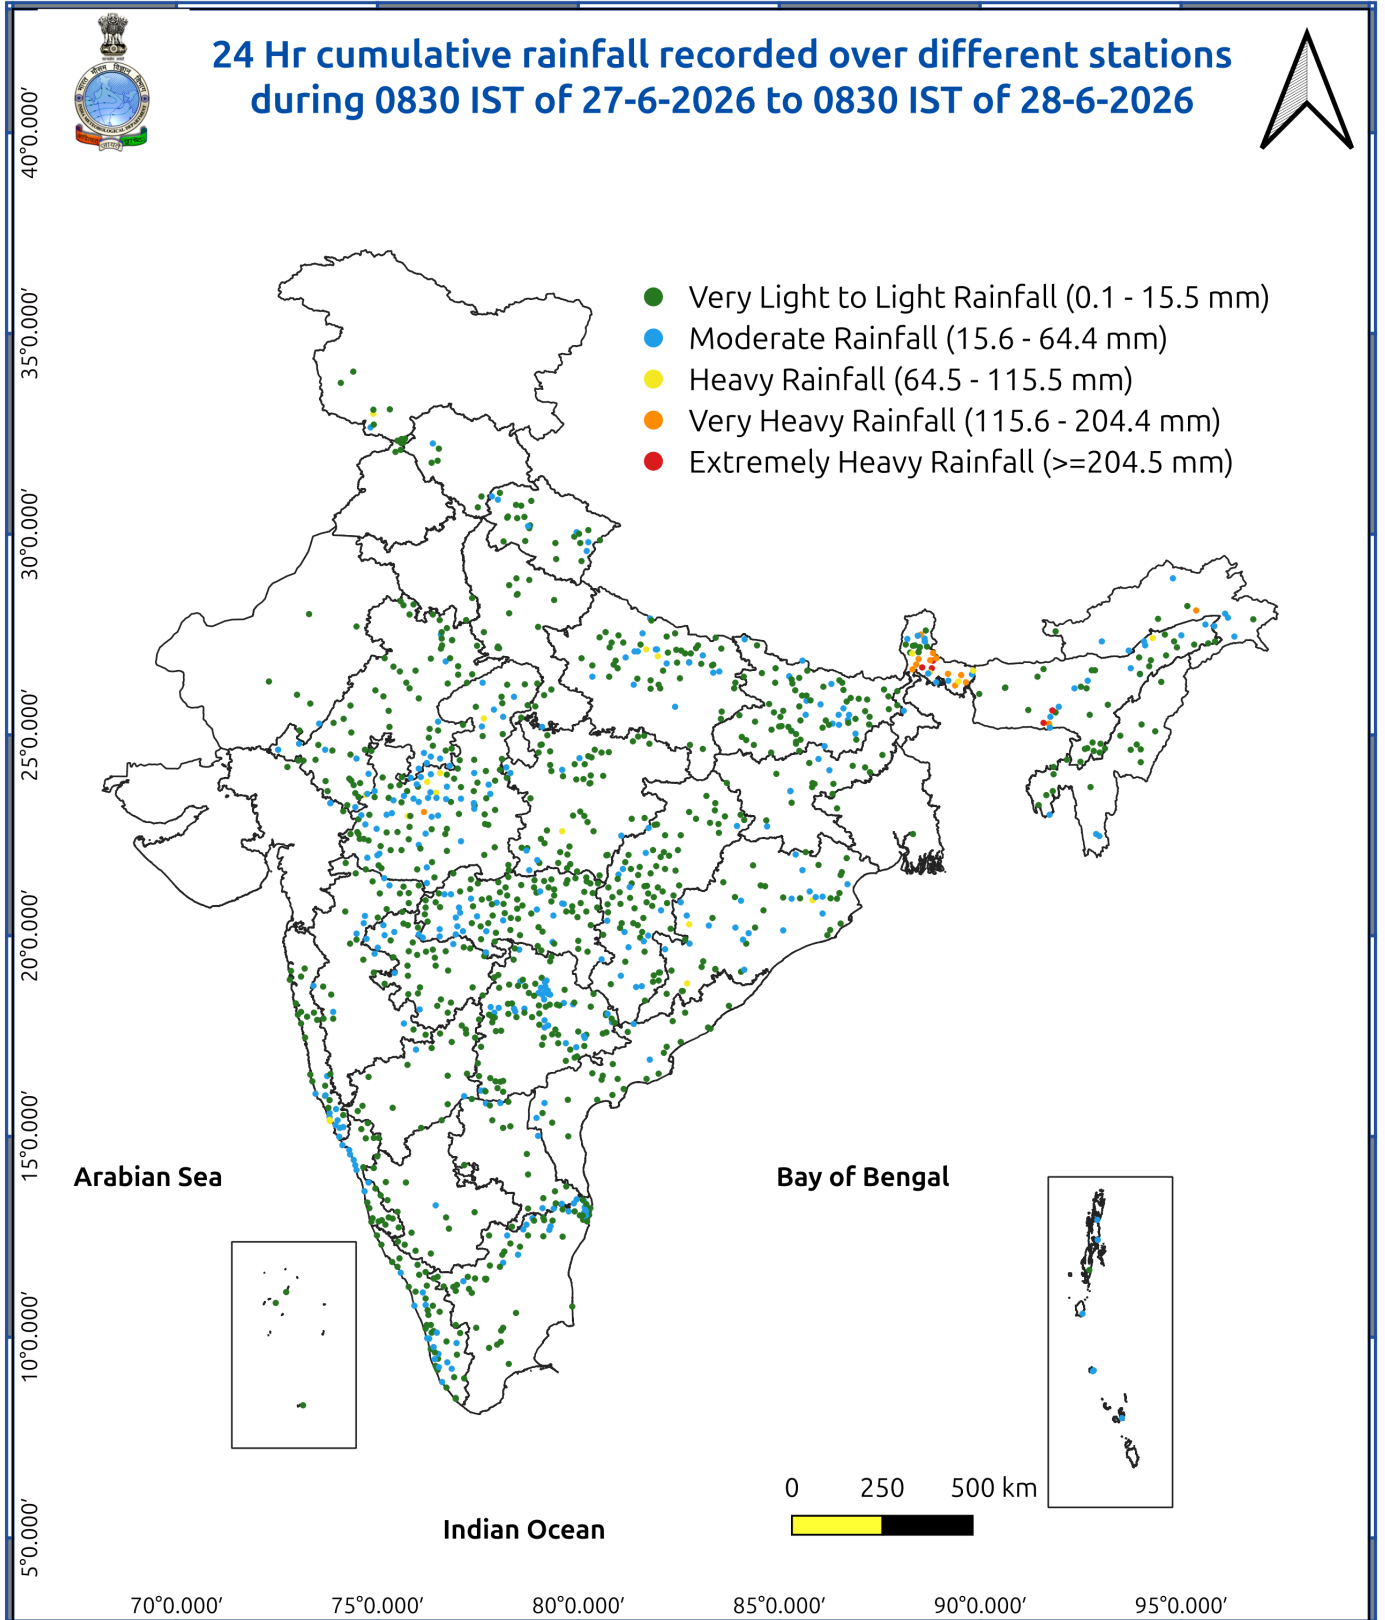 24 Hr cumulative rainfall recorded over different stations
during 0830 IST of 27-6-2026 to 0830 IST of 28-6-2026
Very Light to Light Rainfall (0.1 - 15.5 mm)
Moderate Rainfall (15.6 - 64.4 mm)
Heavy Rainfall (64.5 - 115.5 mm)
Very Heavy Rainfall (115.6 - 204.4 mm)
Extremely Heavy Rainfall (>=204.5 mm)
40°0.000′
35°0.000′
30°0.000′
25°0.000′
20°0.000′
15°0.000′
10°0.000′
5°0.000′
Arabian Sea
Bay of Bengal
Indian Ocean
0 250 500 km
70°0.000′ 75°0.000′ 80°0.000′ 85°0.000′ 90°0.000′ 95°0.000′